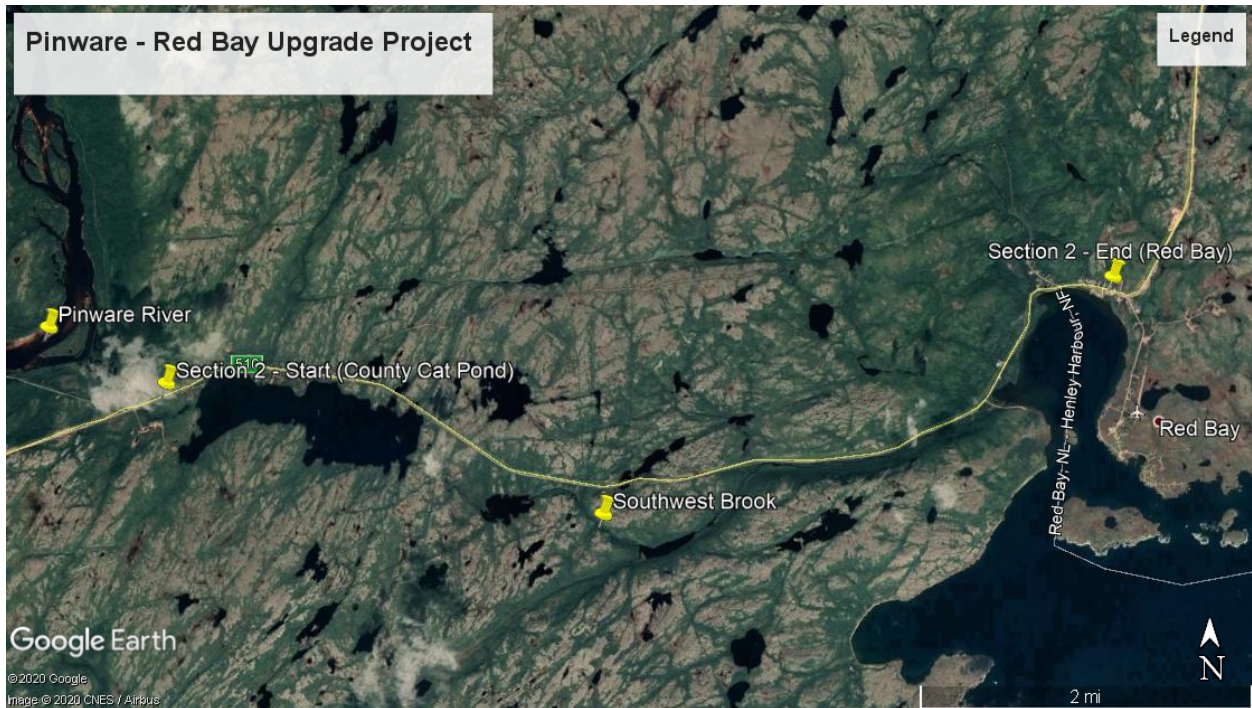 Pinware - Red Bay Upgrade Project
Legend
Section 2 - End (Red Bay)
Pinware River
510
Section 2 - Start (County Cat Pond)
Red Bay, NL - Henley Harbour, NF
Red Bay
Southwest Brook
Google Earth
N
©2020 Google
Image © 2020 CNES / Airbus
2 mi